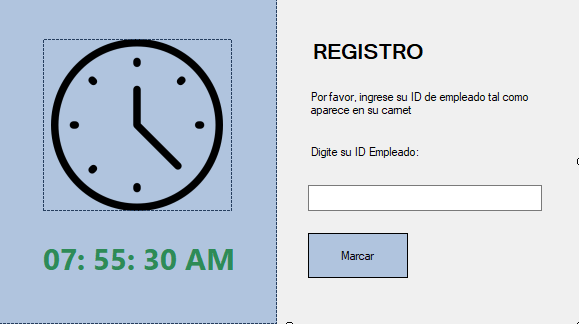 REGISTRO
Por favor, ingrese su ID de empleado tal como
aparece en su carnet
Digite su ID Empleado:
Marcar
07: 55: 30 AM